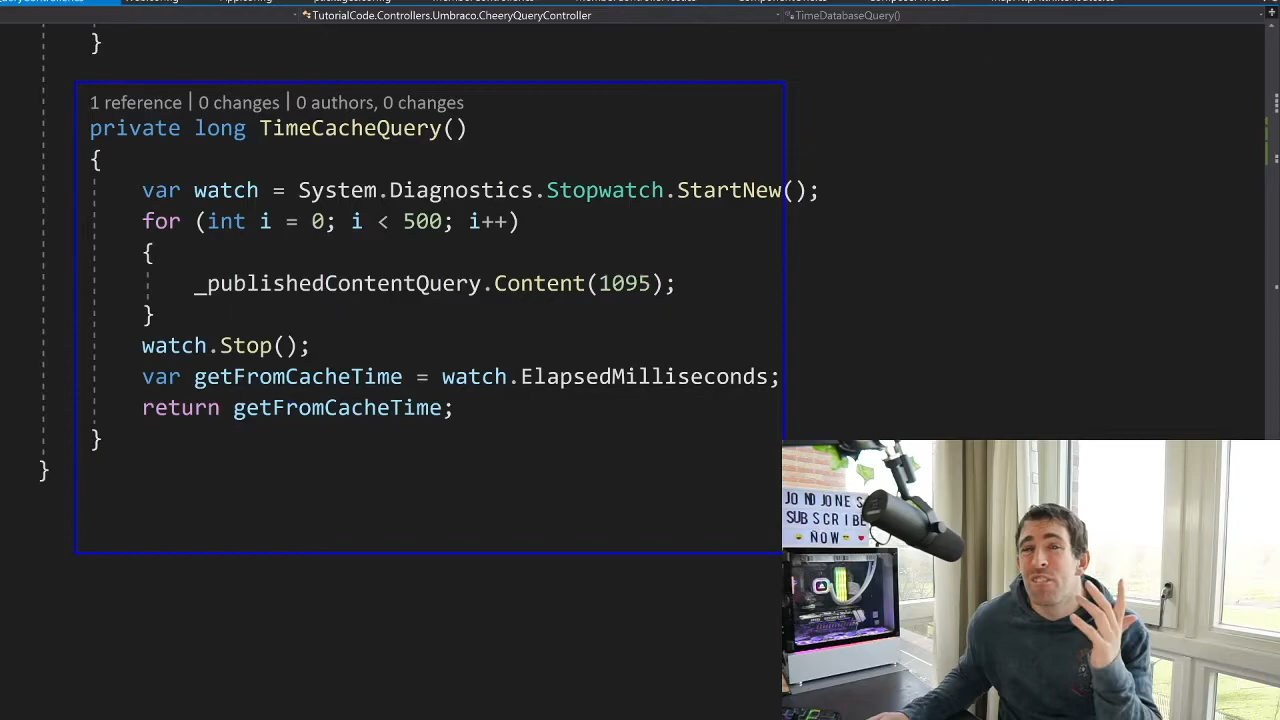 TutorialCode.Controllers.Umbraco.CheeryQueryController
TimeDatabaseQuery()
}
1 reference | 0 changes | 0 authors, 0 changes
private long TimeCacheQuery()
{
var watch = System.Diagnostics.Stopwatch.StartNew();
for (int i = 0; i < 500; i++)
{
_publishedContentQuery.Content(1095);
}
watch.Stop();
var getFromCacheTime = watch.ElapsedMilliseconds;
return getFromCacheTime;
}
}
JON D JONES
SUBSCRIBE
NOW